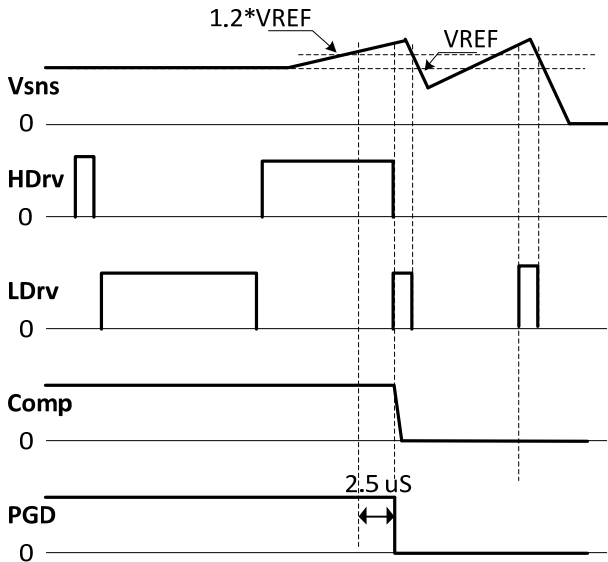 1.2*VREF
VREF
Vsns
0
HDrv
0
LDrv
0
Comp
0
2.5 uS
PGD
0